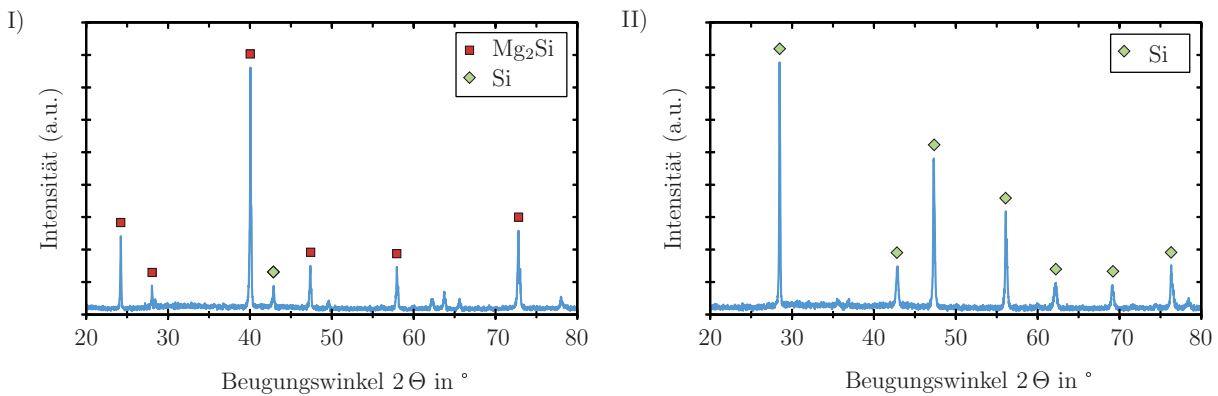 I)
Intensität (a.u.)
Mg₂Si
Si
20 30 40 50 60 70 80
Beugungswinkel 2 Θ in °
II)
Intensität (a.u.)
Si
20 30 40 50 60 70 80
Beugungswinkel 2 Θ in °